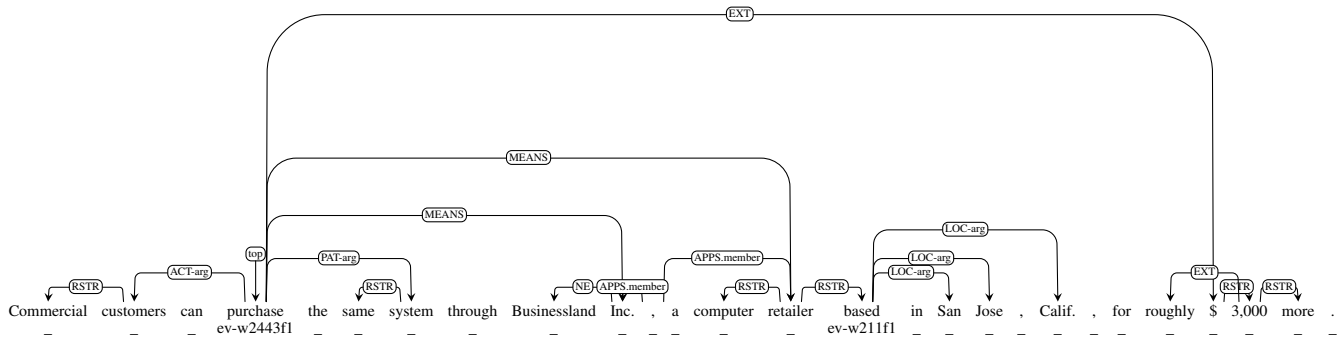 EXT
MEANS
MEANS
LOC-arg
top PAT-arg APPS.member LOC-arg
ACT-arg LOC-arg EXT
RSTR RSTR NE APPS.member RSTR RSTR RSTR RSTR
Commercial customers can purchase the same system through Businessland Inc. , a computer retailer based in San Jose , Calif. , for roughly $ 3,000 more .
_ _ _ ev-w2443f1 _ _ _ _ _ _ _ _ _ _ ev-w211f1 _ _ _ _ _ _ _ _ _ _ _ _